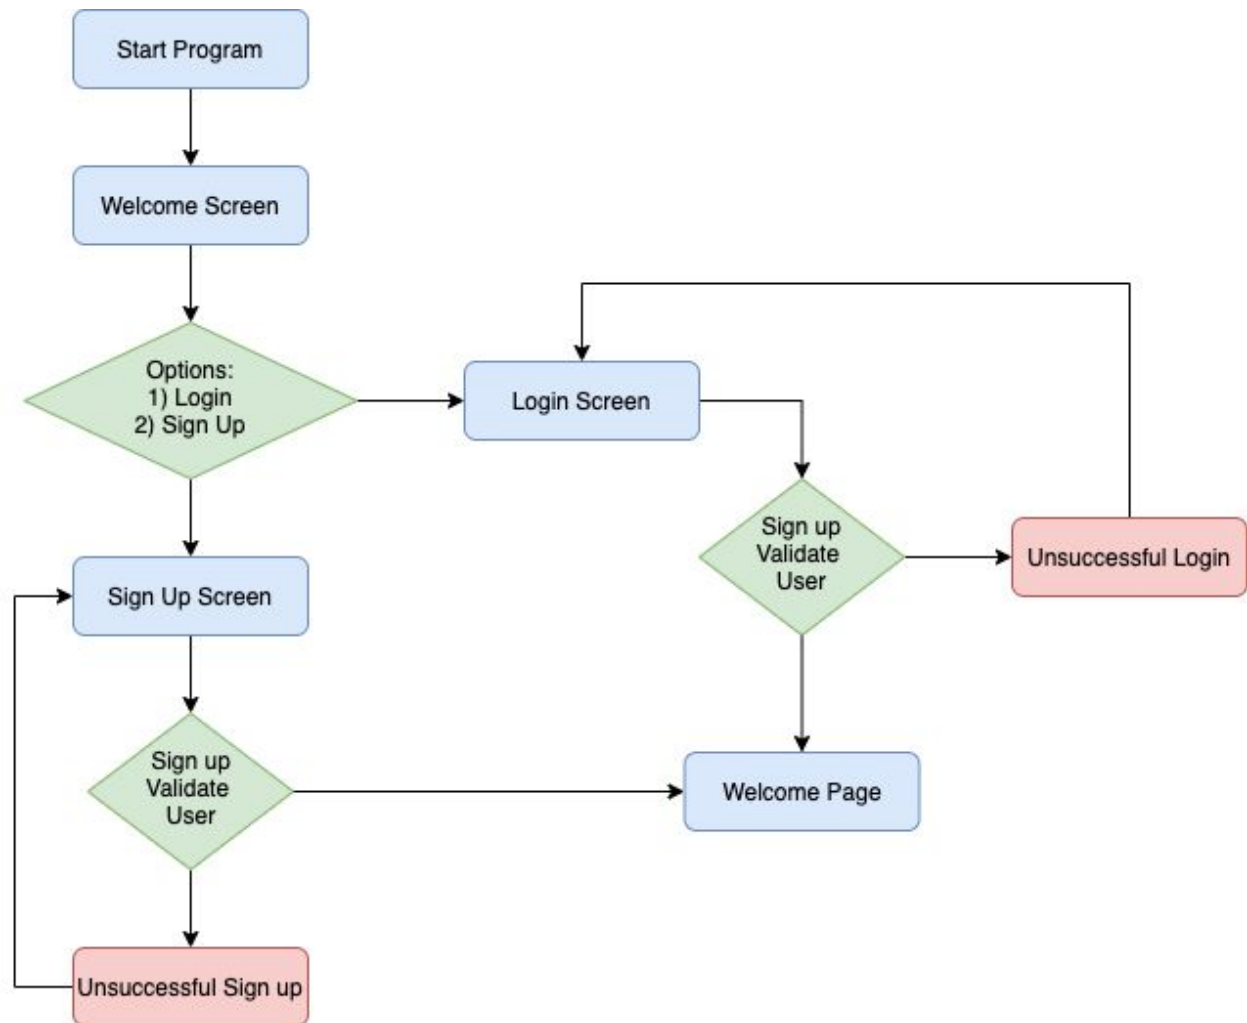 Start Program
Welcome Screen
Options:
1) Login
2) Sign Up
Login Screen
Sign up
Validate
User
Unsuccessful Login
Sign Up Screen
Sign up
Validate
User
Welcome Page
Unsuccessful Sign up